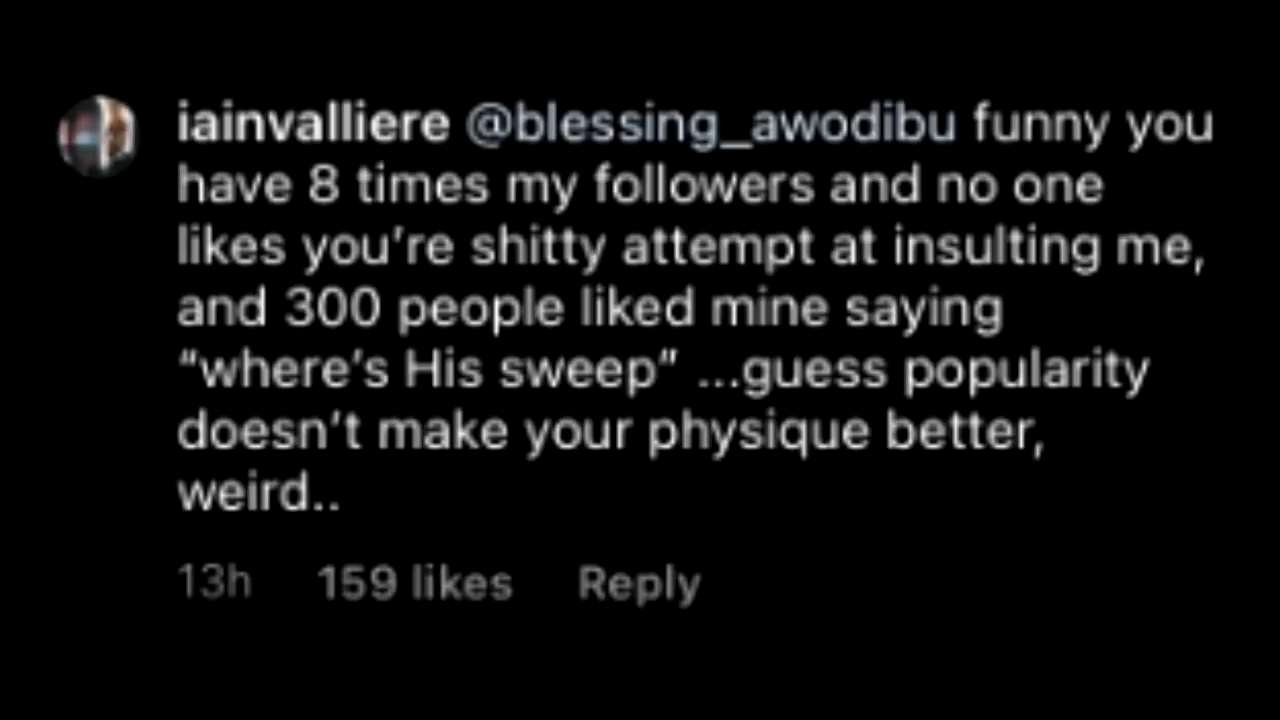 iainvalliere @blessing_awodibu funny you
have 8 times my followers and no one
likes you’re shitty attempt at insulting me,
and 300 people liked mine saying
“where’s His sweep” ...guess popularity
doesn’t make your physique better,
weird..
13h 159 likes Reply